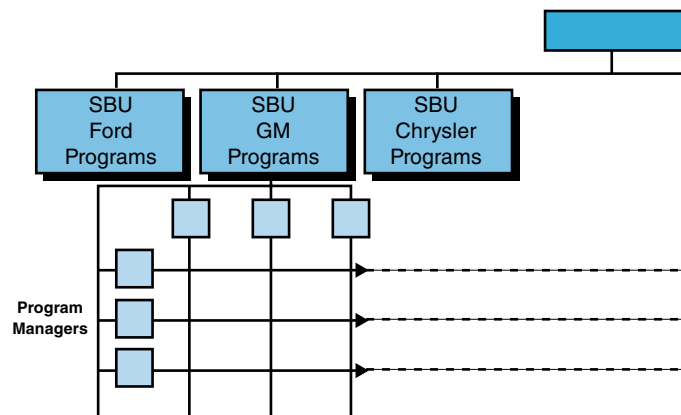 SBU
Ford
Programs
SBU
GM
Programs
SBU
Chrysler
Programs
Program
Managers